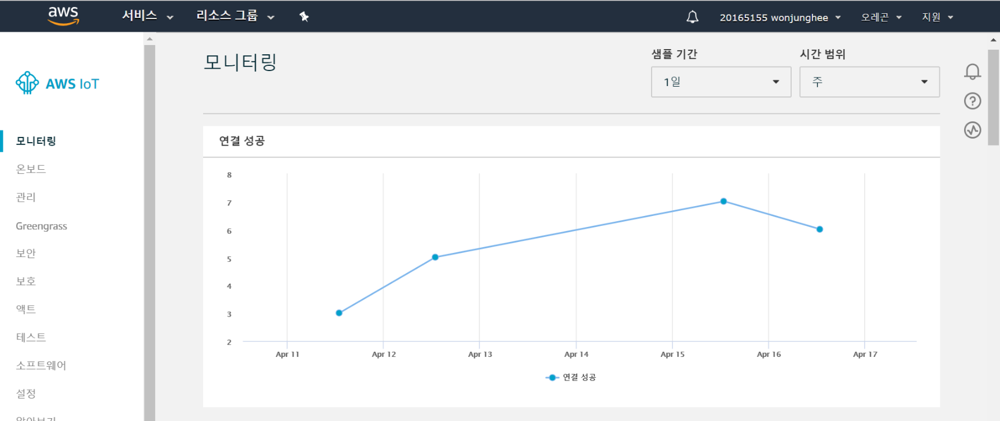 aws 서비스 리소스 그룹 20165155 wonjunghee 오레곤 지원
AWS IoT
모니터링
온보드
관리
Greengrass
보안
보호
액트
테스트
소프트웨어
설정
알아보기
모니터링
샘플 기간
1일
시간 범위
주
연결 성공
8
7
6
5
4
3
2
Apr 11 Apr 12 Apr 13 Apr 14 Apr 15 Apr 16 Apr 17
연결 성공